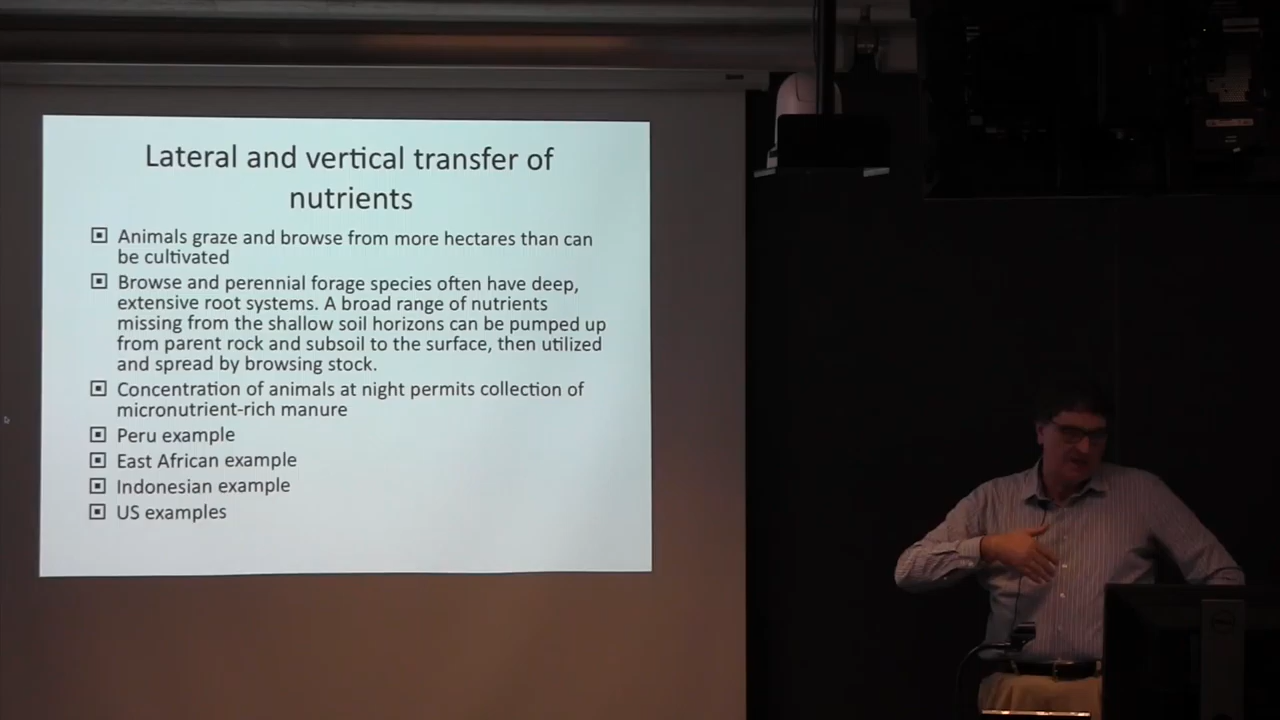 Lateral and vertical transfer of
nutrients
Animals graze and browse from more hectares than can
be cultivated
Browse and perennial forage species often have deep,
extensive root systems. A broad range of nutrients
missing from the shallow soil horizons can be pumped up
from parent rock and subsoil to the surface, then utilized
and spread by browsing stock.
Concentration of animals at night permits collection of
micronutrient-rich manure
Peru example
East African example
Indonesian example
US examples